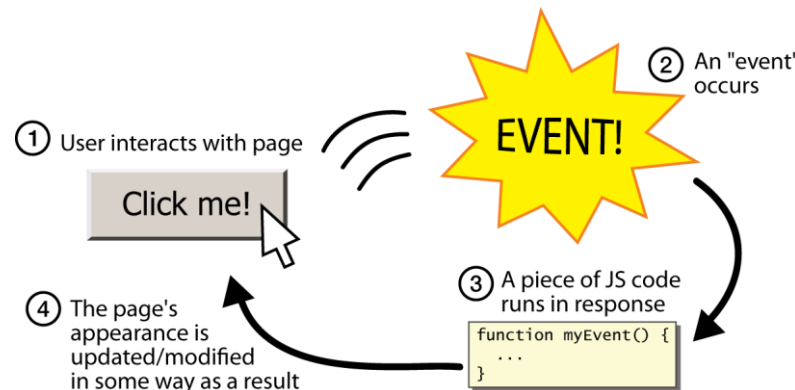 1 User interacts with page
Click me!
EVENT!
2 An "event'
occurs
3 A piece of JS code
runs in response
function myEvent() {
...
}
4 The page's
appearance is
updated/modified
in some way as a result